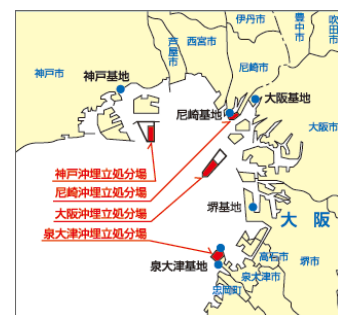 伊丹市
豊中市
吹田市
芦屋市
西宮市
尼崎市
神戸市
神戸基地
大阪基地
尼崎基地
大阪市
神戸沖埋立処分場
尼崎沖埋立処分場
大阪沖埋立処分場
泉大津沖埋立処分場
堺基地
大阪
高石市
堺市
泉大津基地
泉大津市
忠岡町